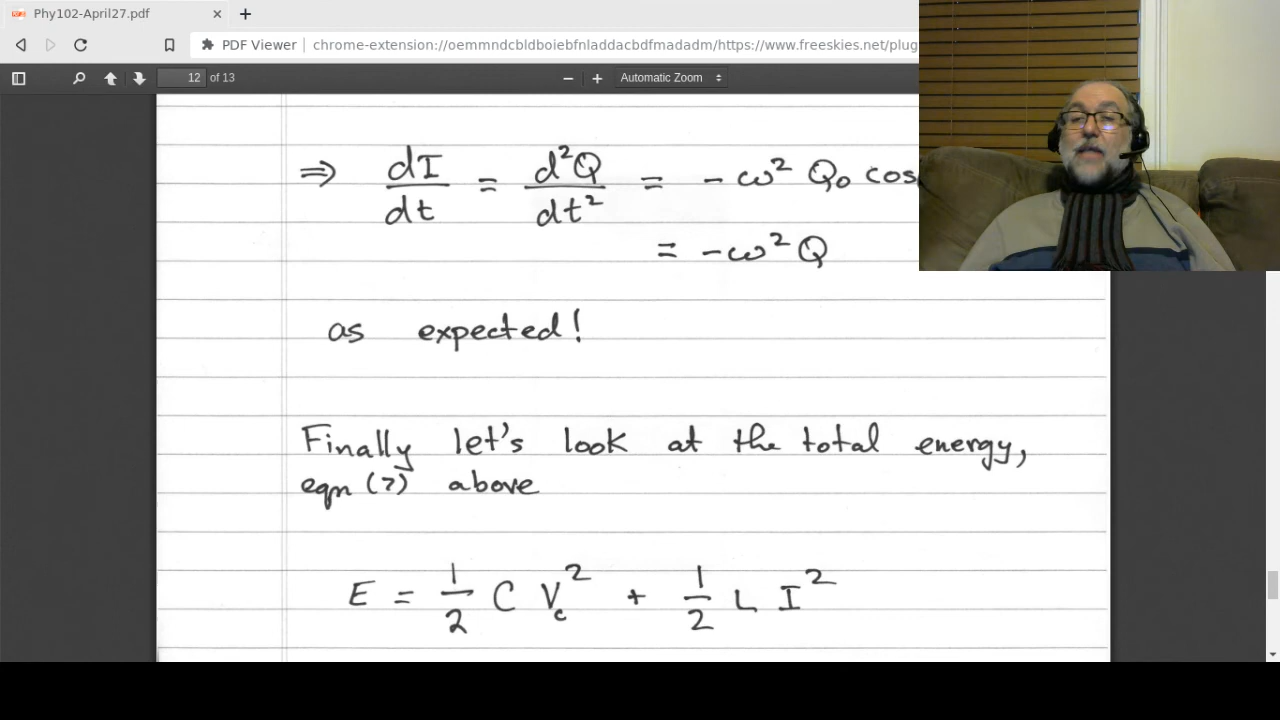 Phy102-April27.pdf
PDF Viewer
chrome-extension://oemmndcbldboiebfnladdacbdfmadadm/https://www.freeskies.net/plug
12 of 13
Automatic Zoom
⇒ dI/dt = d²Q/dt² = -ω² Q₀ cos
= -ω² Q
as expected!
Finally let's look at the total energy,
eqn (7) above
E = 1/2 C V_c² + 1/2 L I²